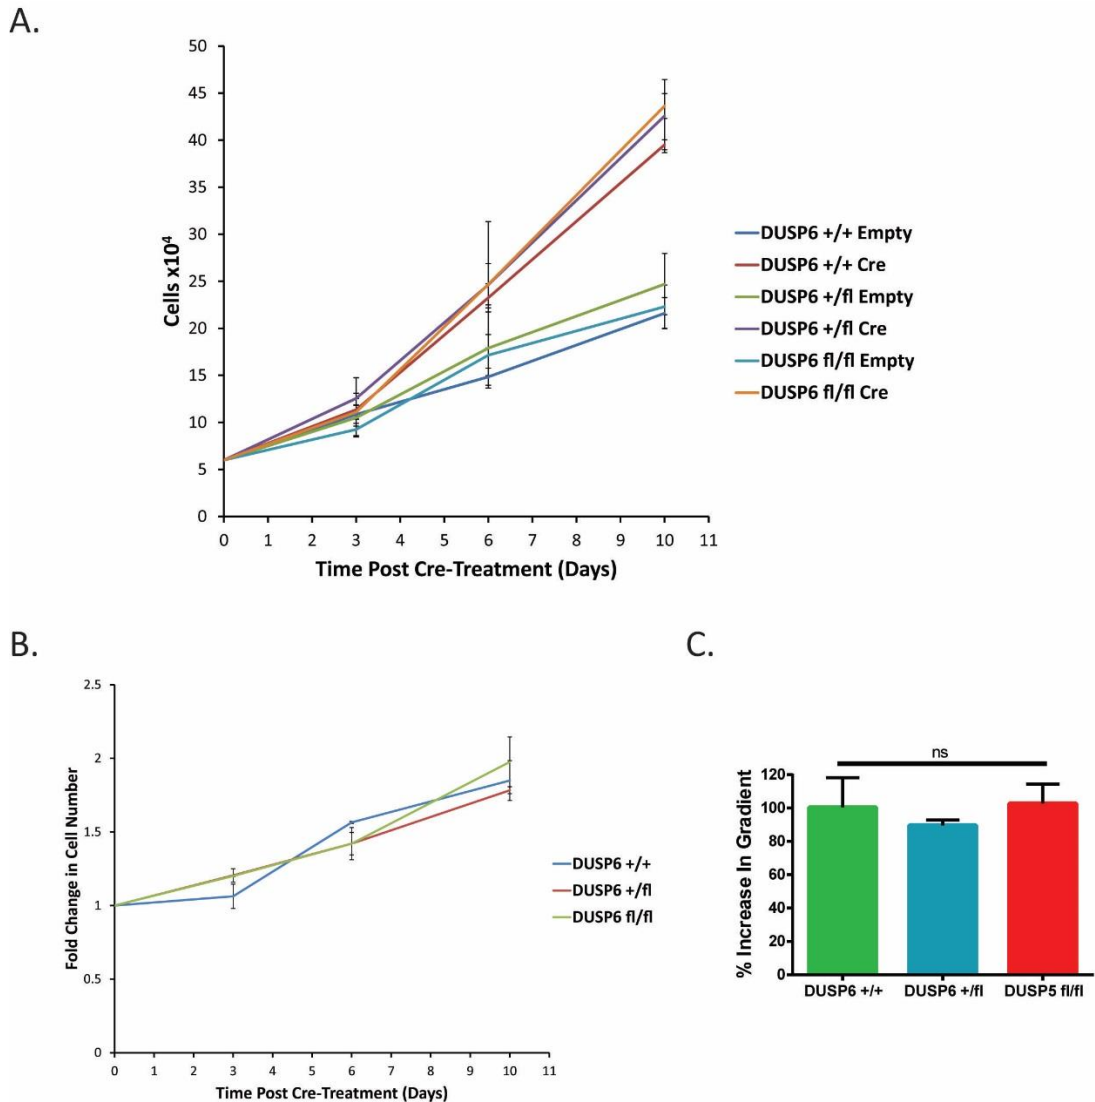 A.
50
45
40
35
30
25
20
15
10
5
0
Cells x10⁴
0 1 2 3 4 5 6 7 8 9 10 11
Time Post Cre-Treatment (Days)
DUSP6 +/+ Empty
DUSP6 +/+ Cre
DUSP6 +/fl Empty
DUSP6 +/fl Cre
DUSP6 fl/fl Empty
DUSP6 fl/fl Cre
B.
2.5
2
1.5
1
0.5
0
Fold Change in Cell Number
0 1 2 3 4 5 6 7 8 9 10 11
Time Post Cre-Treatment (Days)
DUSP6 +/+
DUSP6 +/fl
DUSP6 fl/fl
C.
ns
120
100
80
60
40
20
0
% Increase In Gradient
DUSP6 +/+ DUSP6 +/fl DUSP5 fl/fl